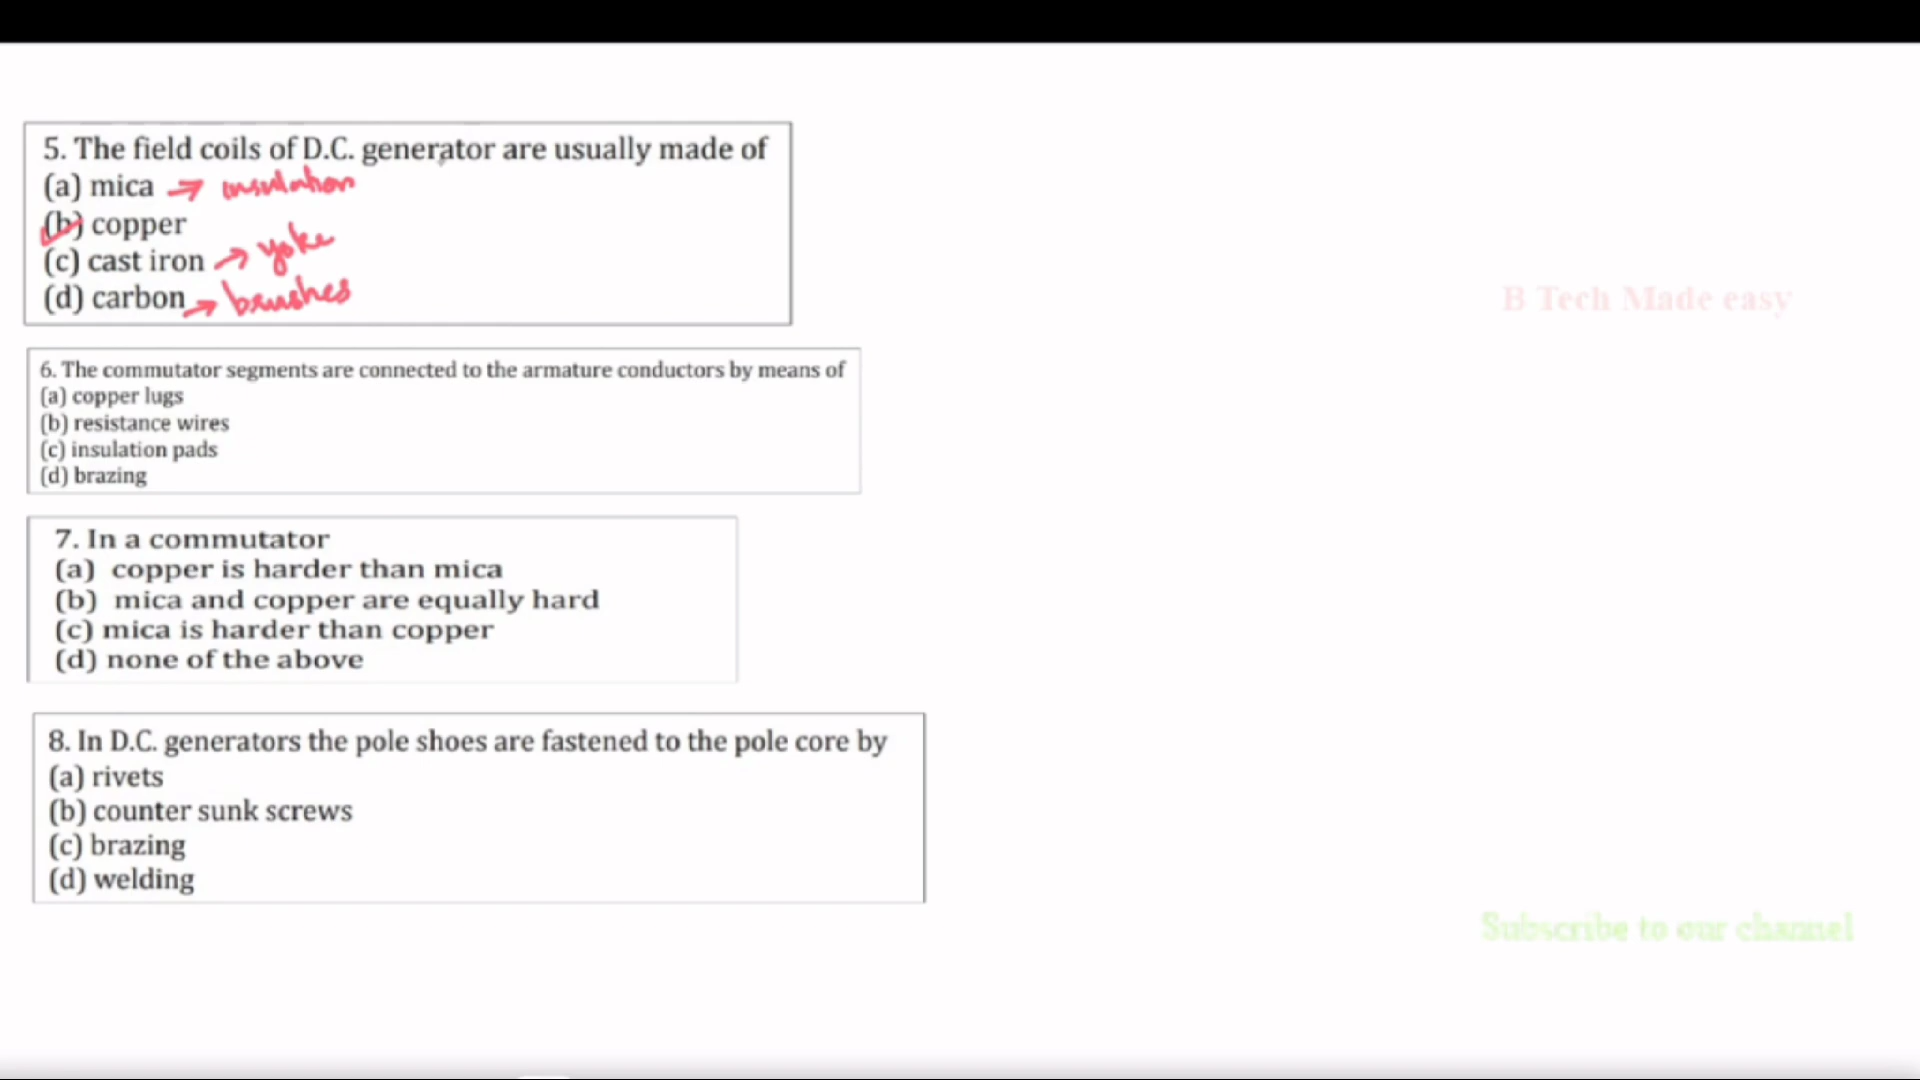 5. The field coils of D.C. generator are usually made of
(a) mica → insulation
(b) copper
(c) cast iron → yoke
(d) carbon → brushes
6. The commutator segments are connected to the armature conductors by means of
(a) copper lugs
(b) resistance wires
(c) insulation pads
(d) brazing
7. In a commutator
(a) copper is harder than mica
(b) mica and copper are equally hard
(c) mica is harder than copper
(d) none of the above
8. In D.C. generators the pole shoes are fastened to the pole core by
(a) rivets
(b) counter sunk screws
(c) brazing
(d) welding
B Tech Made easy
Subscribe to our channel